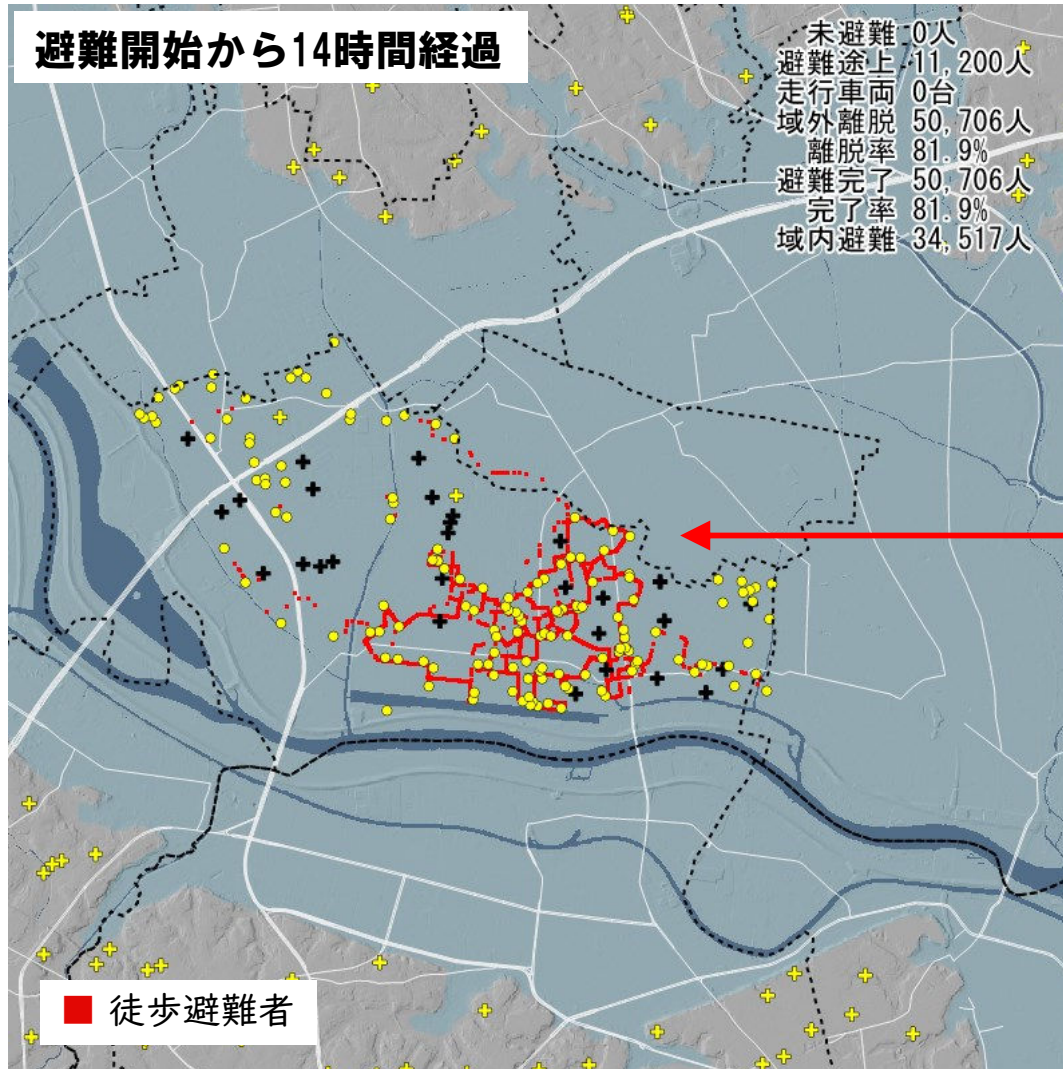 避難開始から14時間経過
未避難 0人
避難途上 11,200人
走行車両 0台
域外離脱 50,706人
離脱率 81.9%
避難完了 50,706人
完了率 81.9%
域内避難 34,517人
徒歩避難者